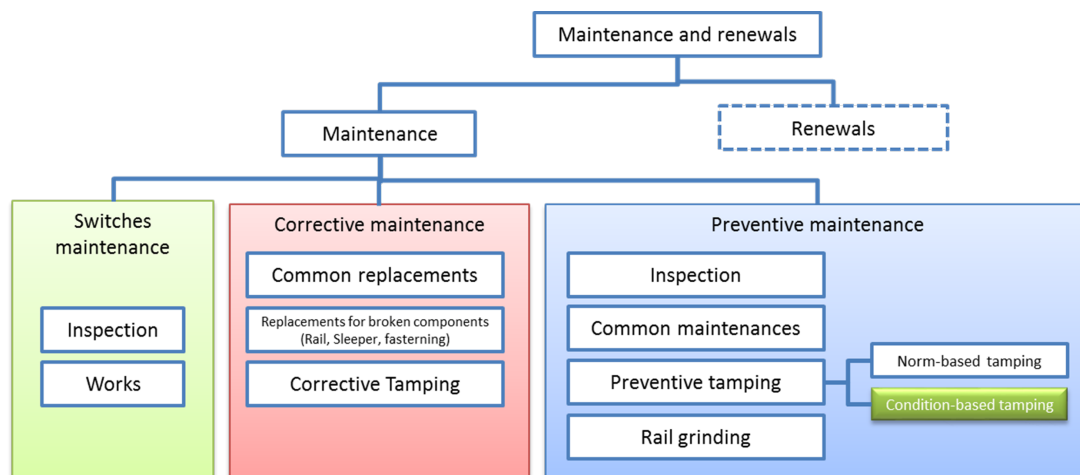 Maintenance and renewals
Maintenance
Renewals
Switches
maintenance
Inspection
Works
Corrective maintenance
Common replacements
Replacements for broken components
(Rail, Sleeper, fasterning)
Corrective Tamping
Preventive maintenance
Inspection
Common maintenances
Preventive tamping
Rail grinding
Norm-based tamping
Condition-based tamping